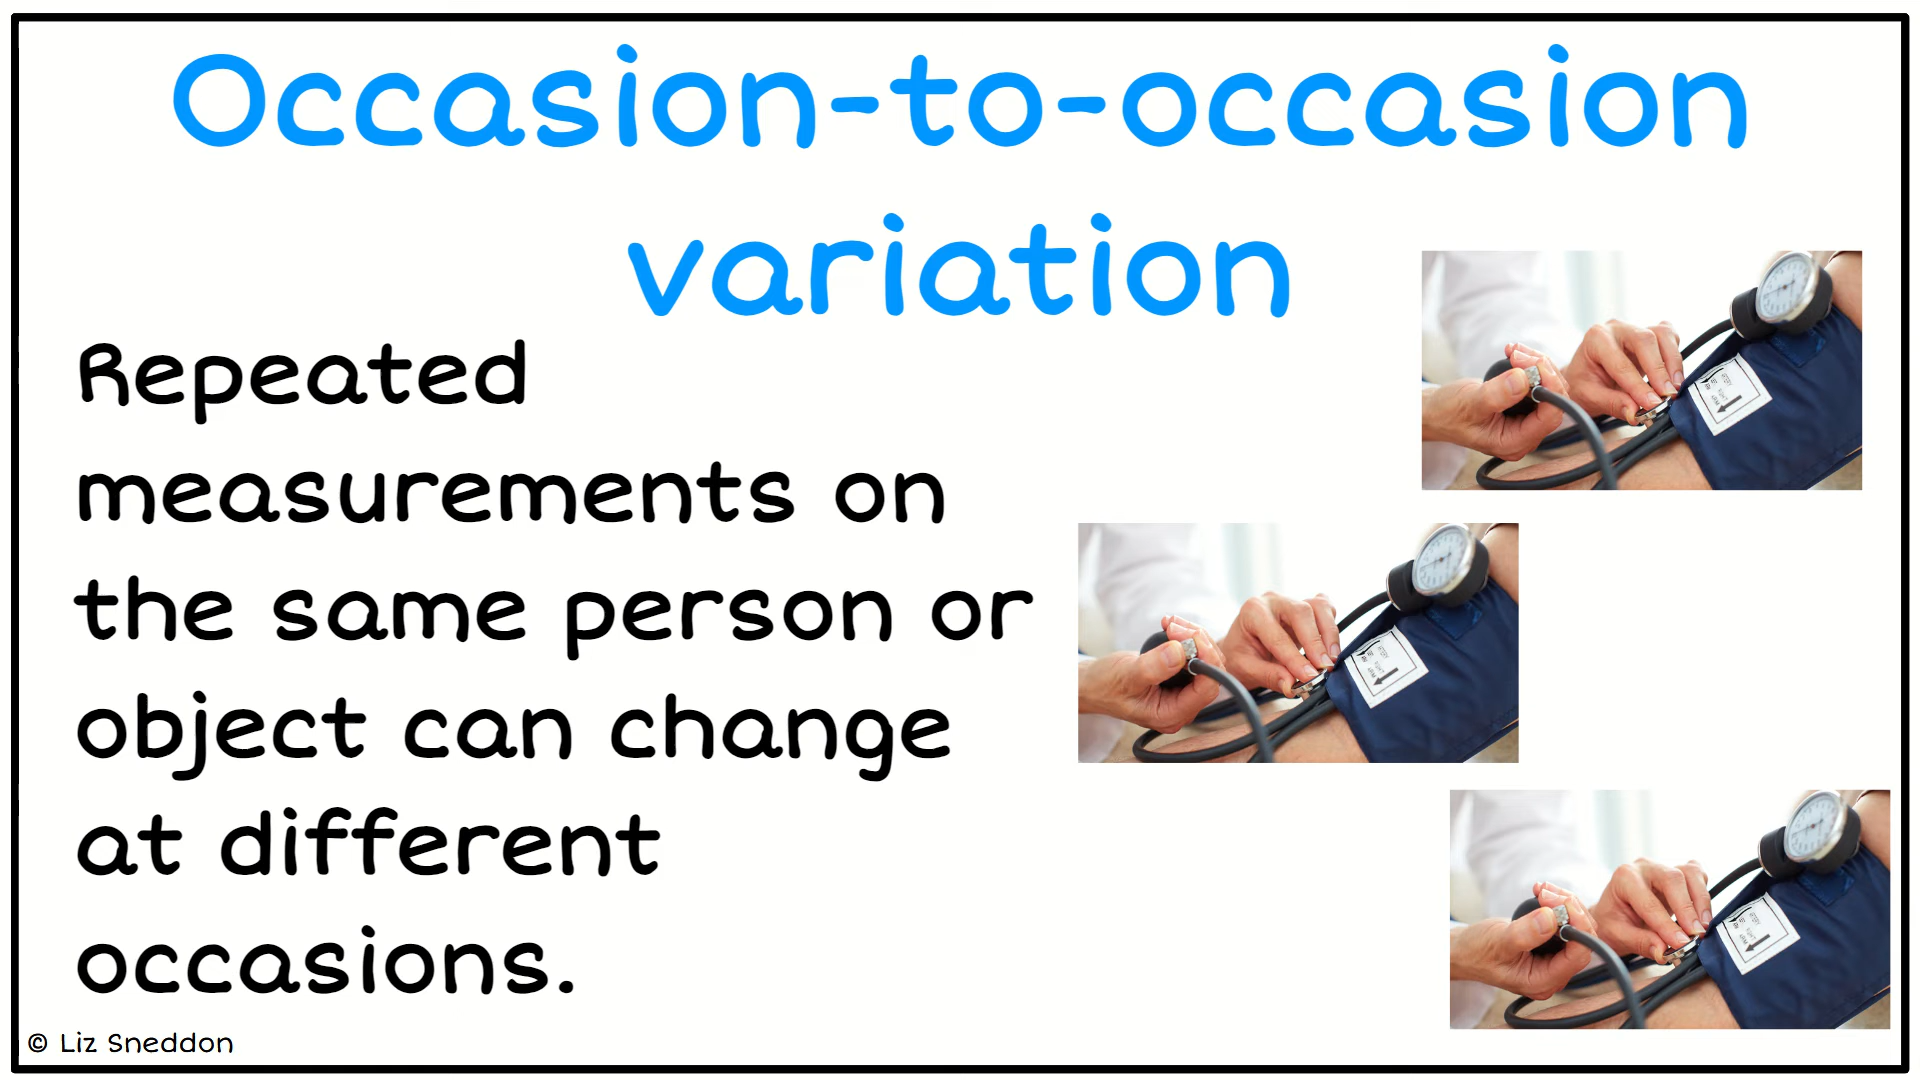 Occasion-to-occasion
variation
Repeated
measurements on
the same person or
object can change
at different
occasions.
© Liz Sneddon